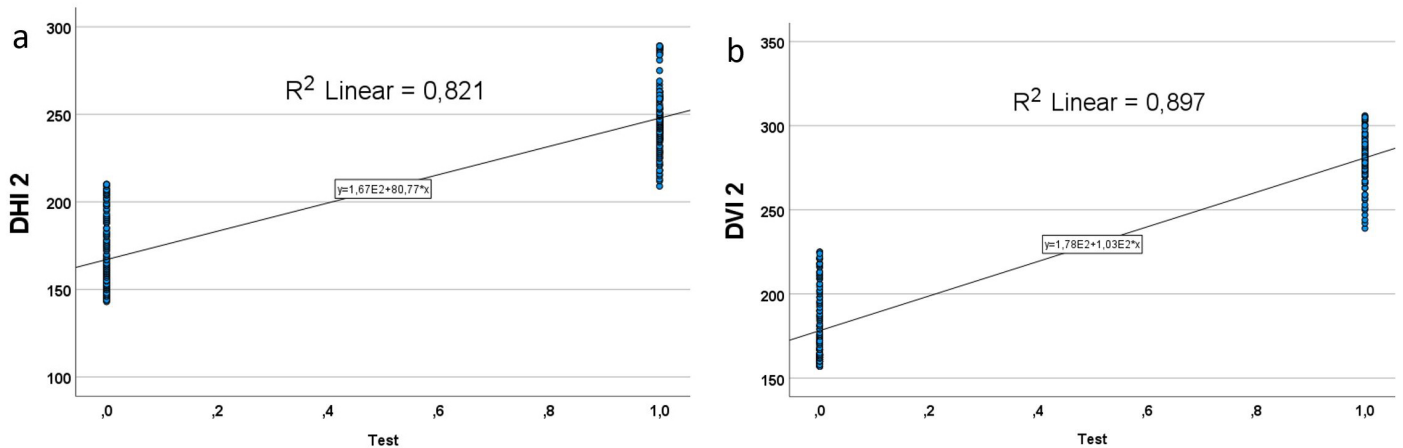 a
300
250
200
150
100
DHI 2
R² Linear = 0,821
y=1,67E2+80,77*x
,0 ,2 ,4 ,6 ,8 1,0
Test
b
350
300
250
200
150
DVI 2
R² Linear = 0,897
y=1,78E2+1,03E2*x
,0 ,2 ,4 ,6 ,8 1,0
Test